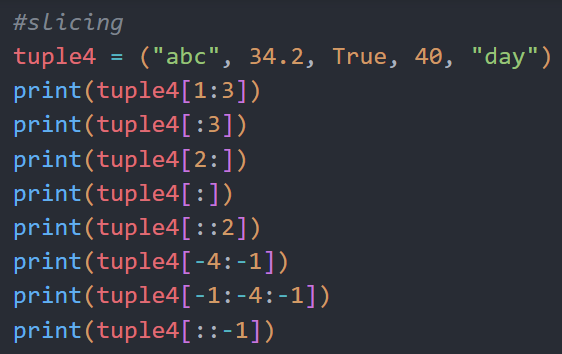 #slicing
tuple4 = ("abc", 34.2, True, 40, "day")
print(tuple4[1:3])
print(tuple4[:3])
print(tuple4[2:])
print(tuple4[:])
print(tuple4[::2])
print(tuple4[-4:-1])
print(tuple4[-1:-4:-1])
print(tuple4[::-1])